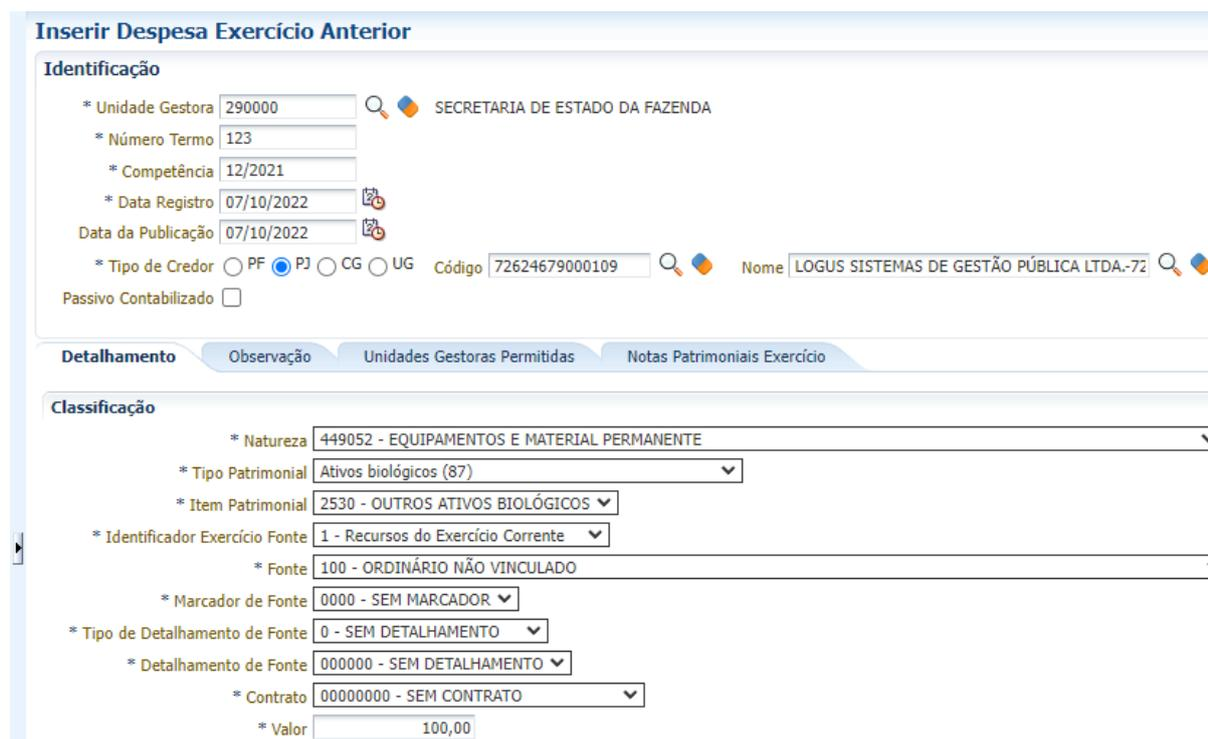 Inserir Despesa Exercício Anterior
Identificação
* Unidade Gestora 290000 SECRETARIA DE ESTADO DA FAZENDA
* Número Termo 123
* Competência 12/2021
* Data Registro 07/10/2022
Data da Publicação 07/10/2022
* Tipo de Credor PF PJ CG UG Código 72624679000109 Nome LOGUS SISTEMAS DE GESTÃO PÚBLICA LTDA.-72
Passivo Contabilizado
Detalhamento Observação Unidades Gestoras Permitidas Notas Patrimoniais Exercício
Classificação
* Natureza 449052 - EQUIPAMENTOS E MATERIAL PERMANENTE
* Tipo Patrimonial Ativos biológicos (87)
* Item Patrimonial 2530 - OUTROS ATIVOS BIOLÓGICOS
* Identificador Exercício Fonte 1 - Recursos do Exercício Corrente
* Fonte 100 - ORDINÁRIO NÃO VINCULADO
* Marcador de Fonte 0000 - SEM MARCADOR
* Tipo de Detalhamento de Fonte 0 - SEM DETALHAMENTO
* Detalhamento de Fonte 000000 - SEM DETALHAMENTO
* Contrato 00000000 - SEM CONTRATO
* Valor 100,00